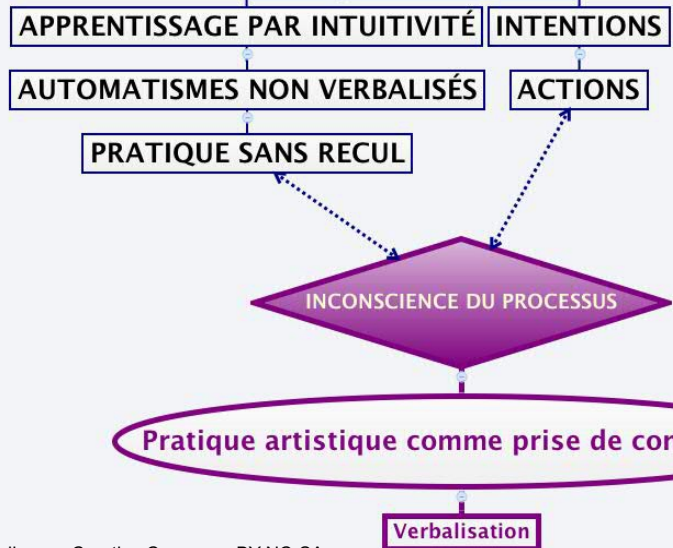 APPRENTISSAGE PAR INTUITIVITÉ
INTENTIONS
AUTOMATISMES NON VERBALISÉS
ACTIONS
PRATIQUE SANS RECUL
INCONSCIENCE DU PROCESSUS
Pratique artistique comme prise de con
Verbalisation